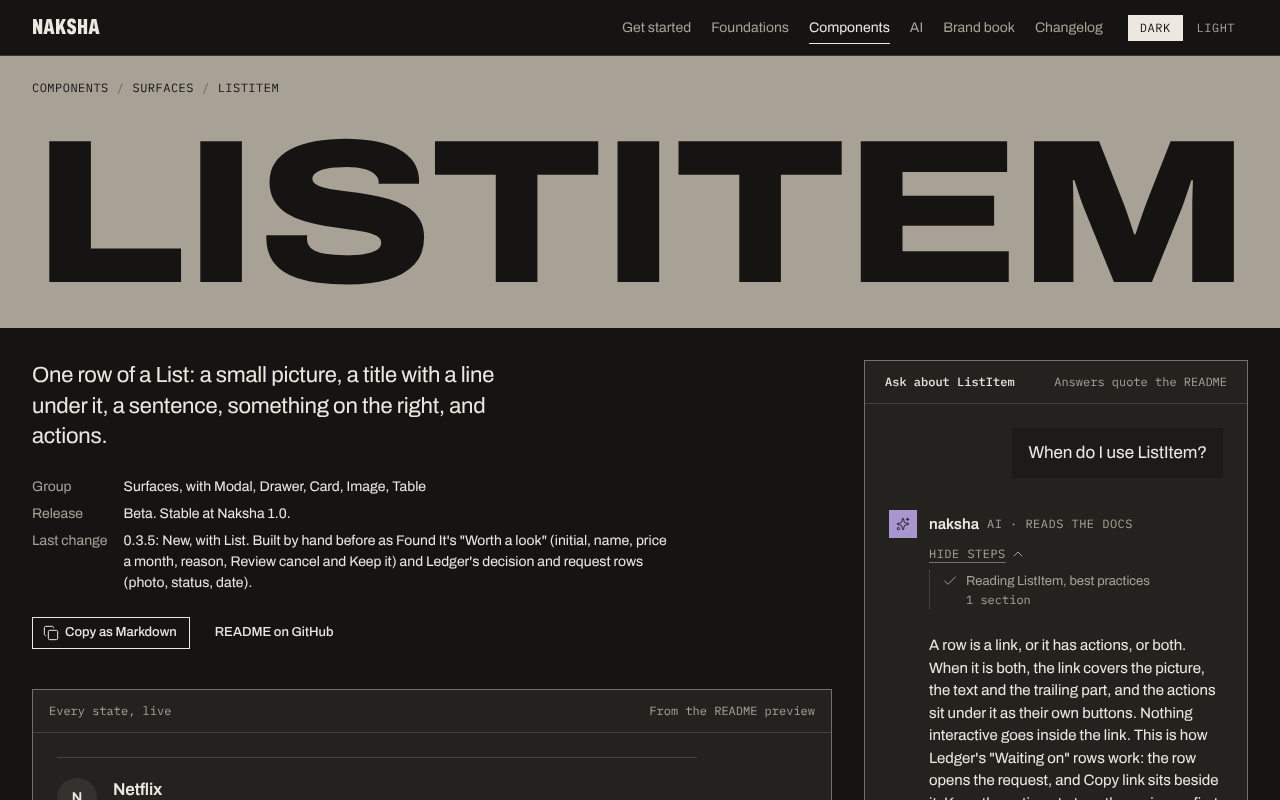 NAKSHA
Get started Foundations Components AI Brand book Changelog DARK LIGHT
COMPONENTS / SURFACES / LISTITEM
LISTITEM
One row of a List: a small picture, a title with a line
under it, a sentence, something on the right, and
actions.
Group Surfaces, with Modal, Drawer, Card, Image, Table
Release Beta. Stable at Naksha 1.0.
Last change 0.3.5: New, with List. Built by hand before as Found It's "Worth a look" (initial, name, price
a month, reason, Review cancel and Keep it) and Ledger's decision and request rows
(photo, status, date).
Copy as Markdown README on GitHub
Every state, live From the README preview
N Netflix
Ask about ListItem Answers quote the README
When do I use ListItem?
naksha AI · READS THE DOCS
HIDE STEPS
Reading ListItem, best practices
1 section
A row is a link, or it has actions, or both.
When it is both, the link covers the picture,
the text and the trailing part, and the actions
sit under it as their own buttons. Nothing
interactive goes inside the link. This is how
Ledger's "Waiting on" rows work: the row
opens the request, and Copy link sits beside